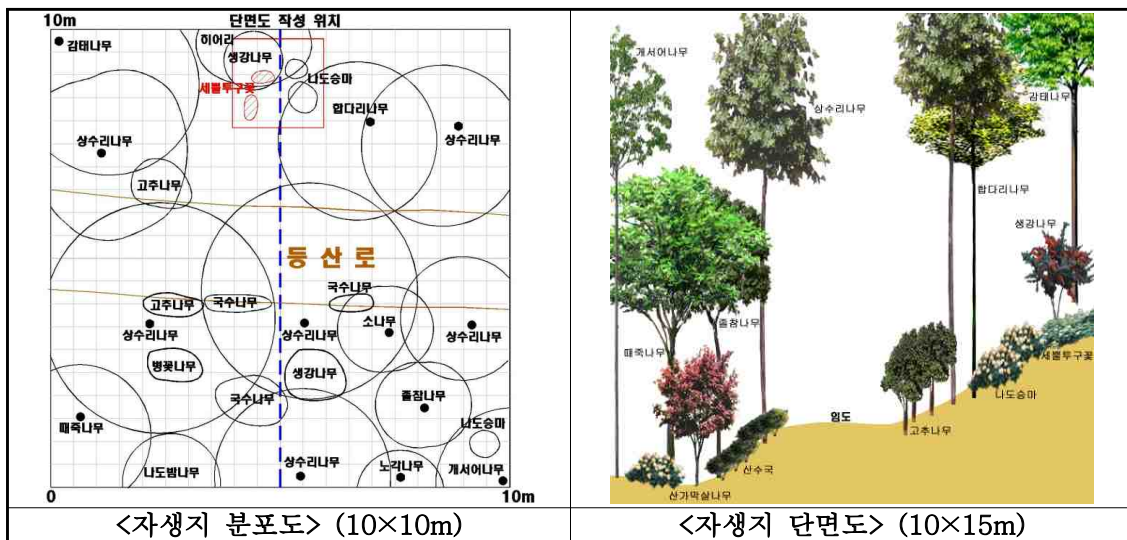 10m
단면도 작성 위치
감태나무
히어리
생강나무
나도승마
세뿔투구꽃
합다리나무
상수리나무
상수리나무
고추나무
등 산 로
고추나무
국수나무
국수나무
상수리나무
상수리나무
소나무
상수리나무
병꽃나무
생강나무
국수나무
졸참나무
때죽나무
나도승마
나도밤나무
상수리나무
노각나무
개서어나무
0
10m
<자생지 분포도> (10×10m)
개서어나무
상수리나무
감태나무
합다리나무
생강나무
졸참나무
때죽나무
세뿔투구꽃
나도승마
임도
고추나무
산수국
산가막살나무
<자생지 단면도> (10×15m)